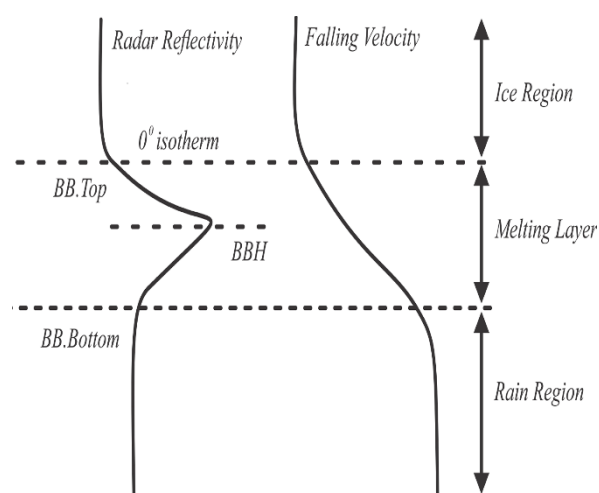 Radar Reflectivity
Falling Velocity
Ice Region
0⁰ isotherm
BB.Top
BBH
Melting Layer
BB.Bottom
Rain Region